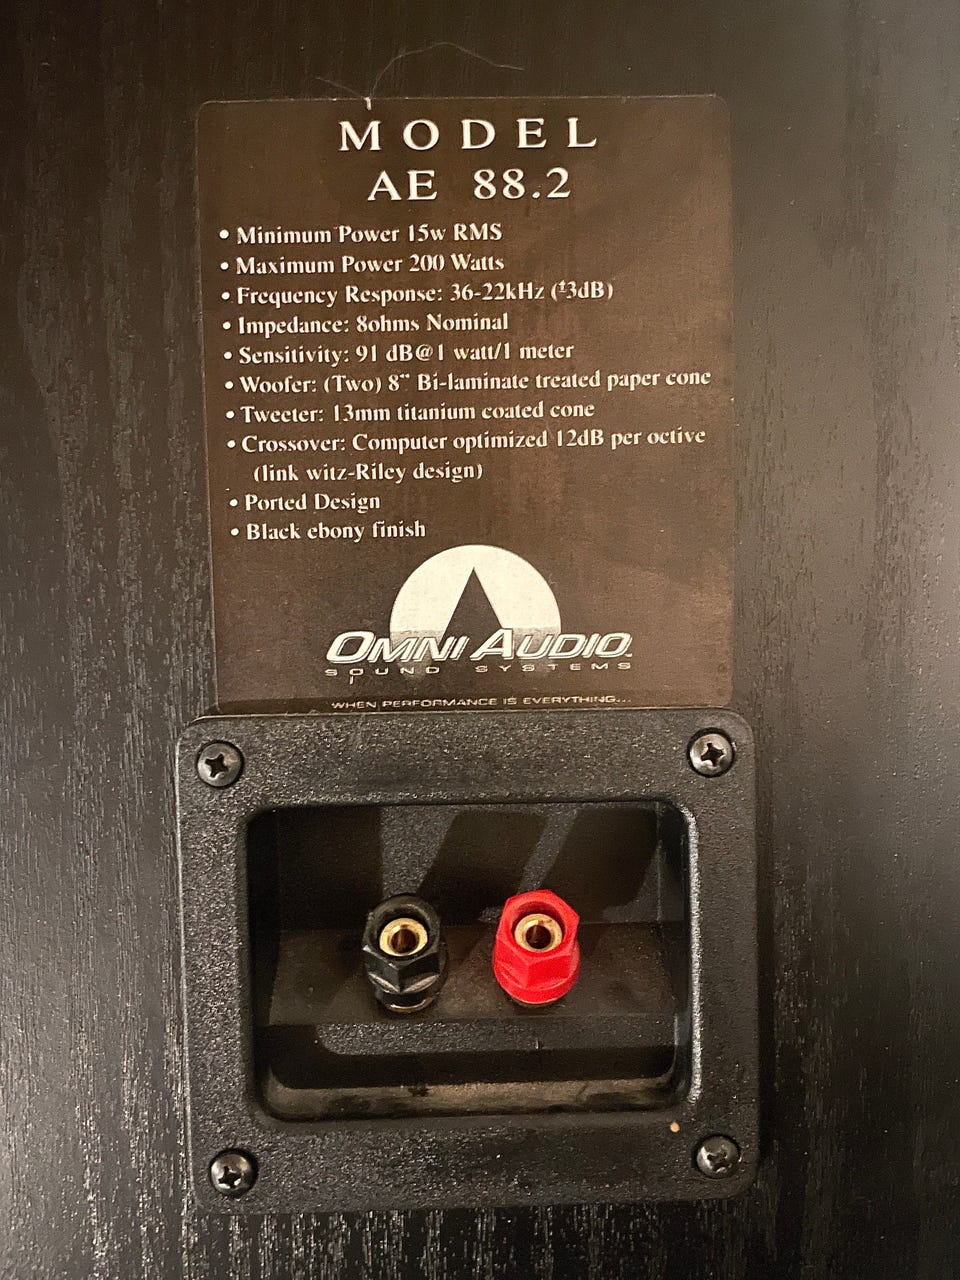 MODEL
AE 88.2
• Minimum Power 15w RMS
• Maximum Power 200 Watts
• Frequency Response: 36-22kHz (±3dB)
• Impedance: 8ohms Nominal
• Sensitivity: 91 dB@1 watt/1 meter
• Woofer: (Two) 8" Bi-laminate treated paper cone
• Tweeter: 13mm titanium coated cone
• Crossover: Computer optimized 12dB per octive
(link witz-Riley design)
• Ported Design
• Black ebony finish
OMNI AUDIO
SOUND SYSTEMS
WHEN PERFORMANCE IS EVERYTHING...